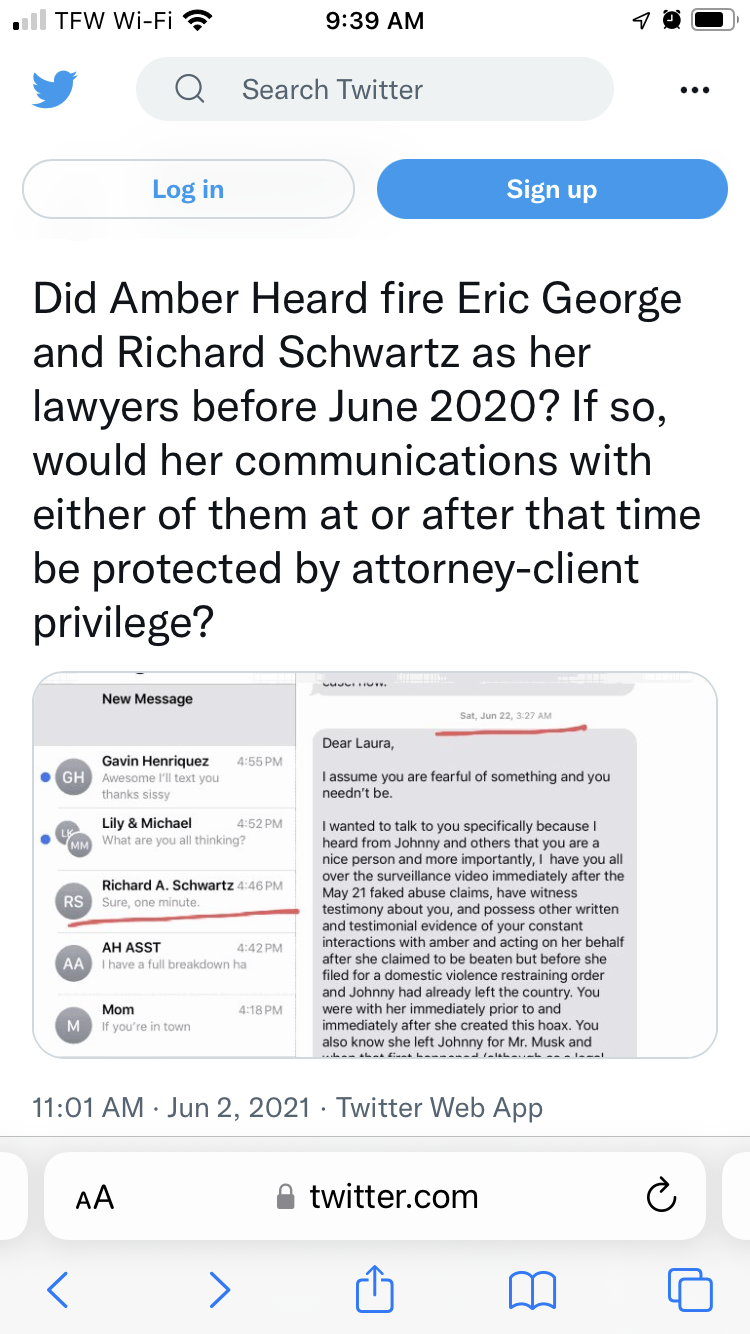 TFW Wi-Fi 9:39 AM
Search Twitter
Log in Sign up
Did Amber Heard fire Eric George
and Richard Schwartz as her
lawyers before June 2020? If so,
would her communications with
either of them at or after that time
be protected by attorney-client
privilege?
New Message
GH Gavin Henriquez 4:55 PM
Awesome I'll text you
thanks sissy
LK MM Lily & Michael 4:52 PM
What are you all thinking?
RS Richard A. Schwartz 4:46 PM
Sure, one minute.
AA AH ASST 4:42 PM
I have a full breakdown ha
M Mom 4:18 PM
If you're in town
Sat, Jun 22, 3:27 AM
Dear Laura,
I assume you are fearful of something and you
needn't be.
I wanted to talk to you specifically because I
heard from Johnny and others that you are a
nice person and more importantly, I have you all
over the surveillance video immediately after the
May 21 faked abuse claims, have witness
testimony about you, and possess other written
and testimonial evidence of your constant
interactions with amber and acting on her behalf
after she claimed to be beaten but before she
filed for a domestic violence restraining order
and Johnny had already left the country. You
were with her immediately prior to and
immediately after she created this hoax. You
also know she left Johnny for Mr. Musk and
11:01 AM · Jun 2, 2021 · Twitter Web App
AA twitter.com